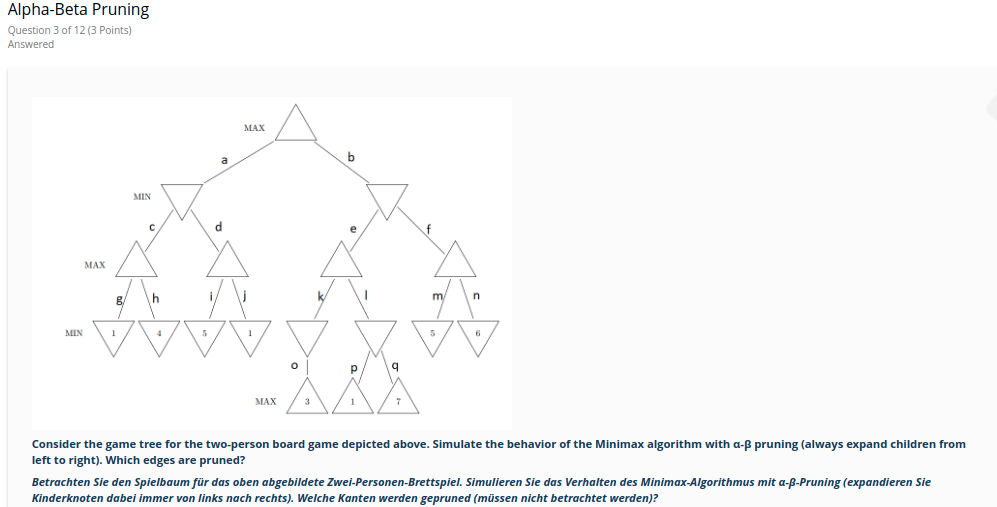 Alpha-Beta Pruning
Question 3 of 12 (3 Points)
Answered
MAX
a
b
MIN
c
d
e
f
MAX
g
h
i
j
k
l
m
n
MIN
1
4
5
1
5
6
o
p
q
MAX
3
1
7
Consider the game tree for the two-person board game depicted above. Simulate the behavior of the Minimax algorithm with α-β pruning (always expand children from
left to right). Which edges are pruned?
Betrachten Sie den Spielbaum für das oben abgebildete Zwei-Personen-Brettspiel. Simulieren Sie das Verhalten des Minimax-Algorithmus mit α-β-Pruning (expandieren Sie
Kinderknoten dabei immer von links nach rechts). Welche Kanten werden gepruned (müssen nicht betrachtet werden)?